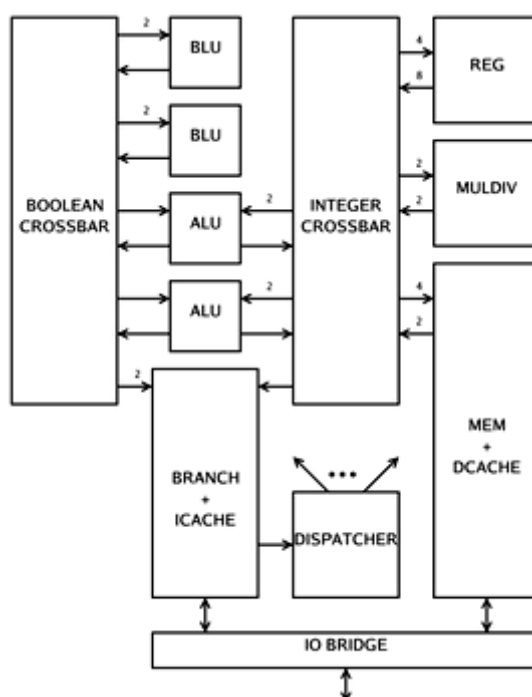 2
BLU
4
REG
8
2
BLU
2
MULDIV
2
BOOLEAN
CROSSBAR
ALU
2
INTEGER
CROSSBAR
ALU
2
4
2
2
BRANCH
+
ICACHE
MEM
+
DCACHE
•••
DISPATCHER
IO BRIDGE